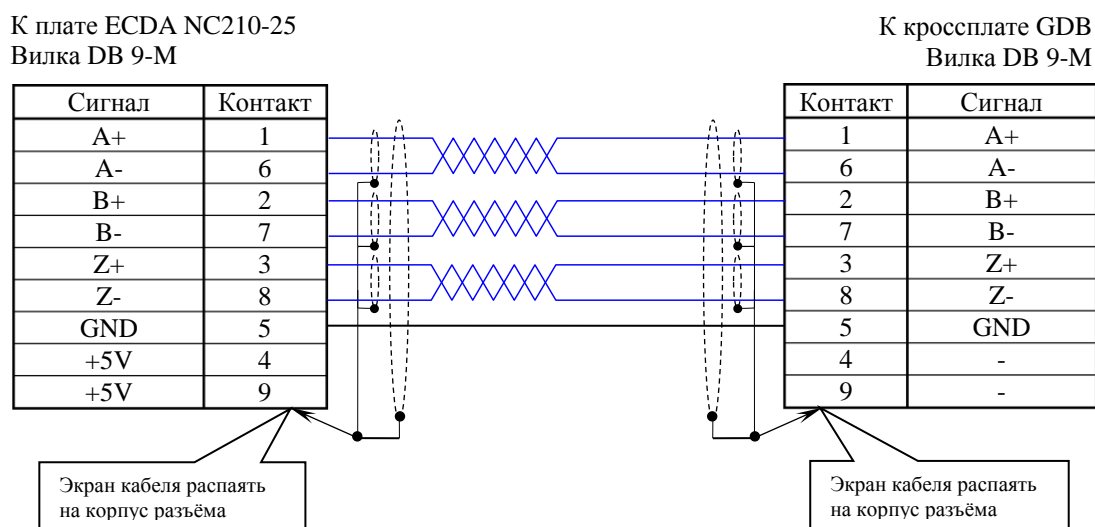 К плате ECDA NC210-25
Вилка DB 9-M
К кроссплате GDB
Вилка DB 9-M
Сигнал Контакт
A+ 1
A- 6
B+ 2
B- 7
Z+ 3
Z- 8
GND 5
+5V 4
+5V 9
Контакт Сигнал
1 A+
6 A-
2 B+
7 B-
3 Z+
8 Z-
5 GND
4 -
9 -
Экран кабеля распаять
на корпус разъёма
Экран кабеля распаять
на корпус разъёма